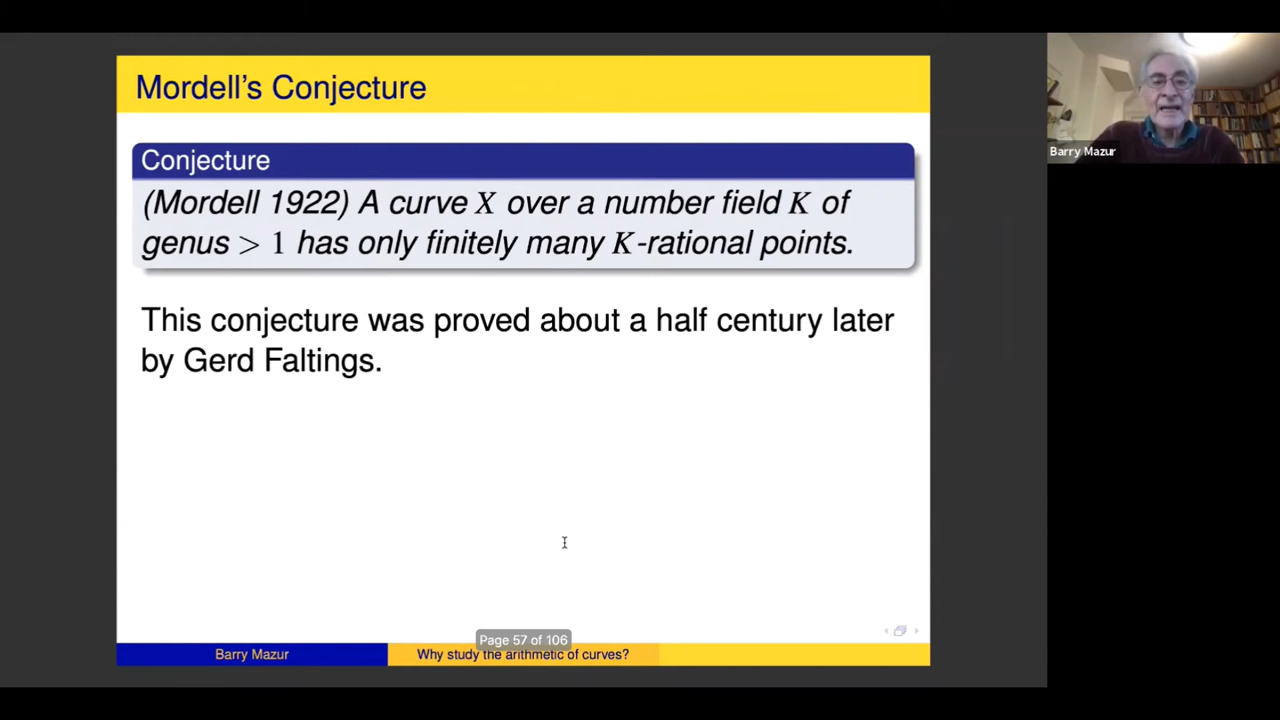 Mordell's Conjecture
Conjecture
(Mordell 1922) A curve X over a number field K of
genus > 1 has only finitely many K-rational points.
This conjecture was proved about a half century later
by Gerd Faltings.
Page 57 of 106
Barry Mazur
Why study the arithmetic of curves?
Barry Mazur